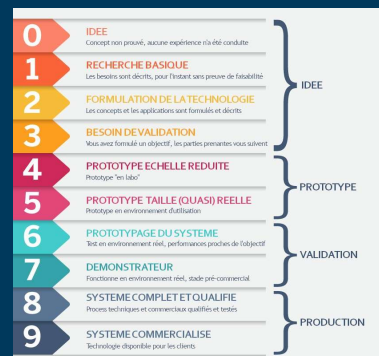 0
IDEE
Concept non prouvé, aucune expérience n'a été conduite
1
RECHERCHE BASIQUE
Les besoins sont décrits, pour l'instant sans preuve de faisabilité
2
FORMULATION DE LA TECHNOLOGIE
Les concepts et les applications sont formulés et décrits
3
BESOIN DE VALIDATION
Vous avez formulé un objectif, les parties prenantes vous suivent
IDEE
4
PROTOTYPE ECHELLE REDUITE
Prototype "en labo"
5
PROTOTYPE TAILLE (QUASI) REELLE
Prototype en environnement d'utilisation
PROTOTYPE
6
PROTOTYPAGE DU SYSTEME
Test en environnement réel, performances proches de l'objectif
7
DEMONSTRATEUR
Fonctionne en environnement réel, stade pré-commercial
VALIDATION
8
SYSTEME COMPLET ET QUALIFIE
Process techniques et commerciaux qualifiés et testés
9
SYSTEME COMMERCIALISE
Technologie disponible pour les clients
PRODUCTION